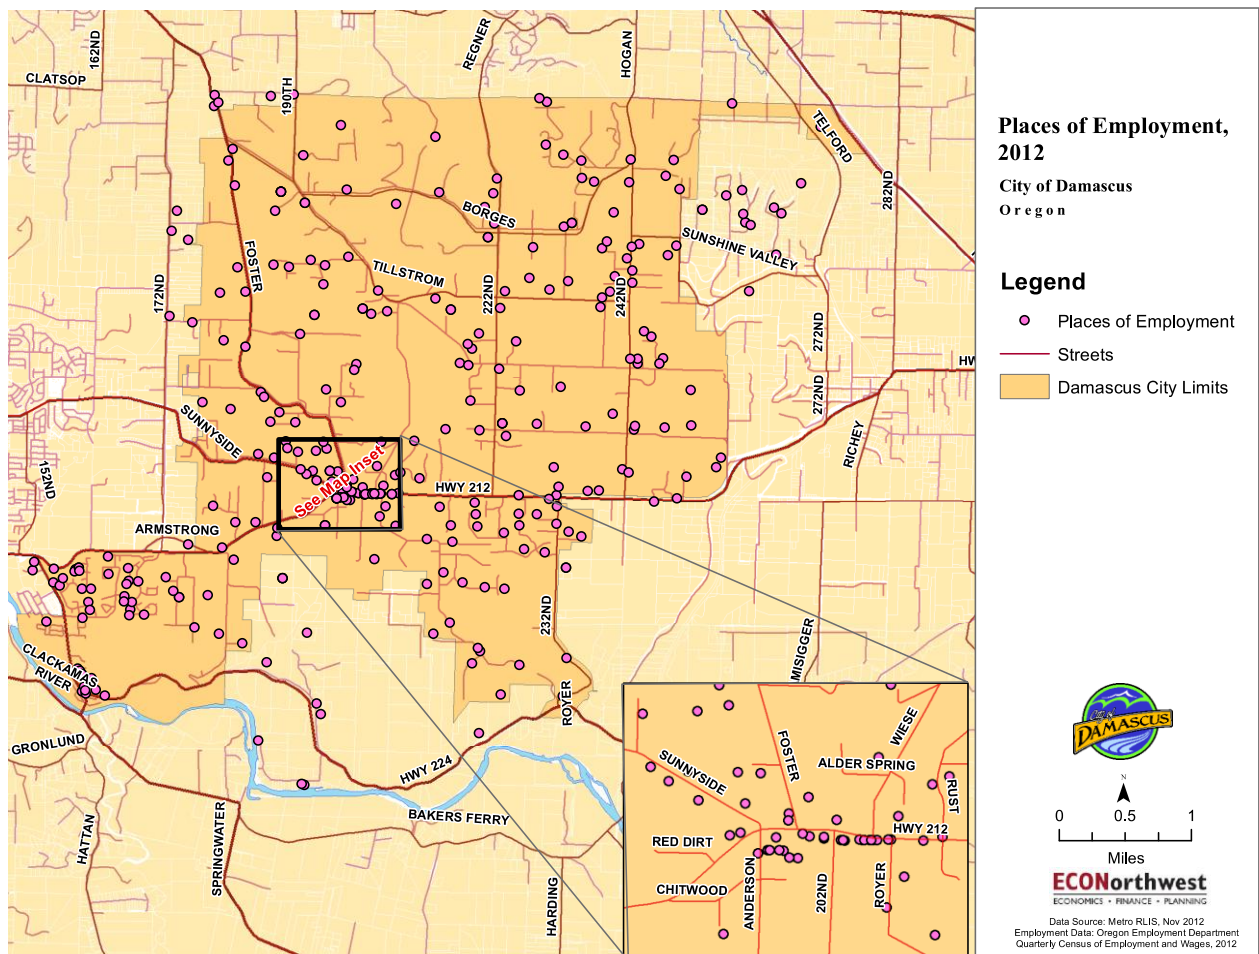 162ND
CLATSOP
190TH
REGNER
HOGAN
TELFORD
282ND
BORGES
SUNSHINE VALLEY
FOSTER
TILLSTROM
172ND
222ND
242ND
272ND
272ND
HW
SUNNYSIDE
See Map Inset
RICHEY
152ND
HWY 212
ARMSTRONG
232ND
MISIGGER
CLACKAMAS
RIVER
ROYER
GRONLUND
HWY 224
BAKERS FERRY
HATTAN
SPRINGWATER
HARDING
WIESE
FOSTER
SUNNYSIDE
ALDER SPRING
RUST
HWY 212
RED DIRT
CHITWOOD
ANDERSON
202ND
ROYER
Places of Employment,
2012
City of Damascus
Oregon
Legend
Places of Employment
Streets
Damascus City Limits
City of
DAMASCUS
N
0 0.5 1
Miles
ECONorthwest
ECONOMICS • FINANCE • PLANNING
Data Source: Metro RLIS, Nov 2012
Employment Data: Oregon Employment Department
Quarterly Census of Employment and Wages, 2012